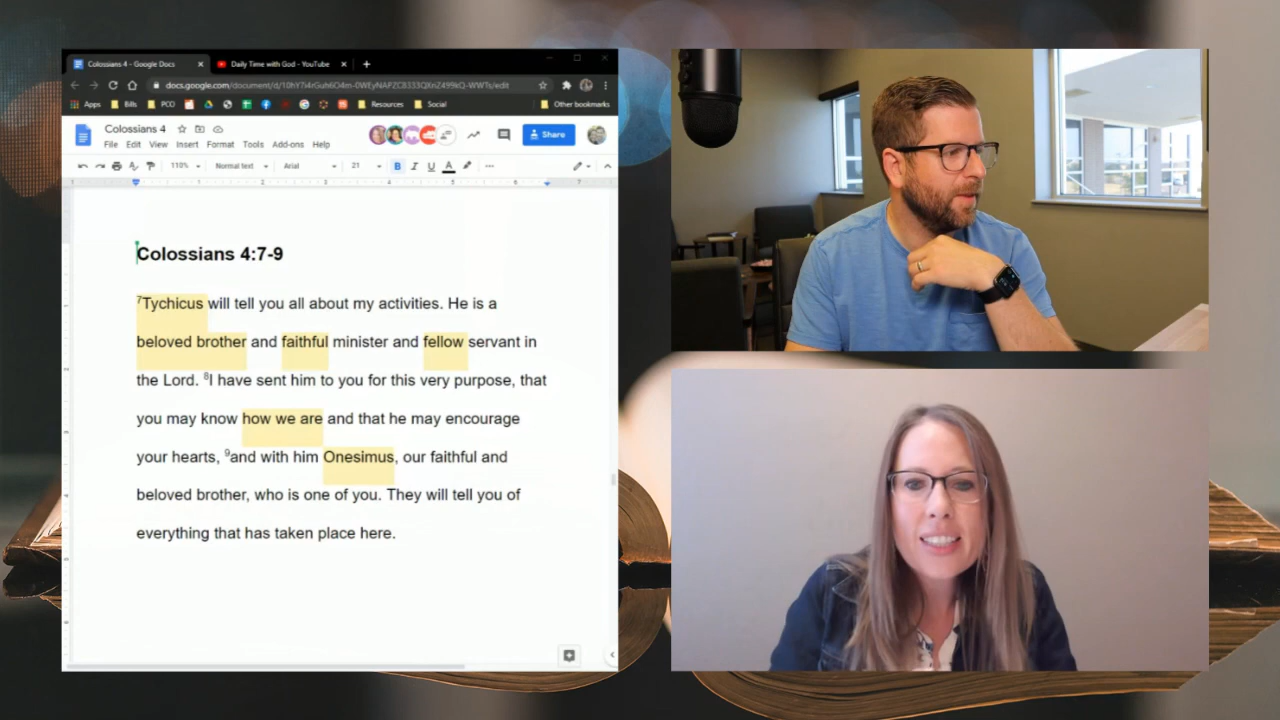 Colossians 4 - Google Docs
Daily Time with God - YouTube
Apps Bills PCO Resources Social Other bookmarks
Colossians 4
File Edit View Insert Format Tools Add-ons Help
Share
110% Normal text Arial 21 B I U A
Colossians 4:7-9
7Tychicus will tell you all about my activities. He is a
beloved brother and faithful minister and fellow servant in
the Lord. 8I have sent him to you for this very purpose, that
you may know how we are and that he may encourage
your hearts, 9and with him Onesimus, our faithful and
beloved brother, who is one of you. They will tell you of
everything that has taken place here.